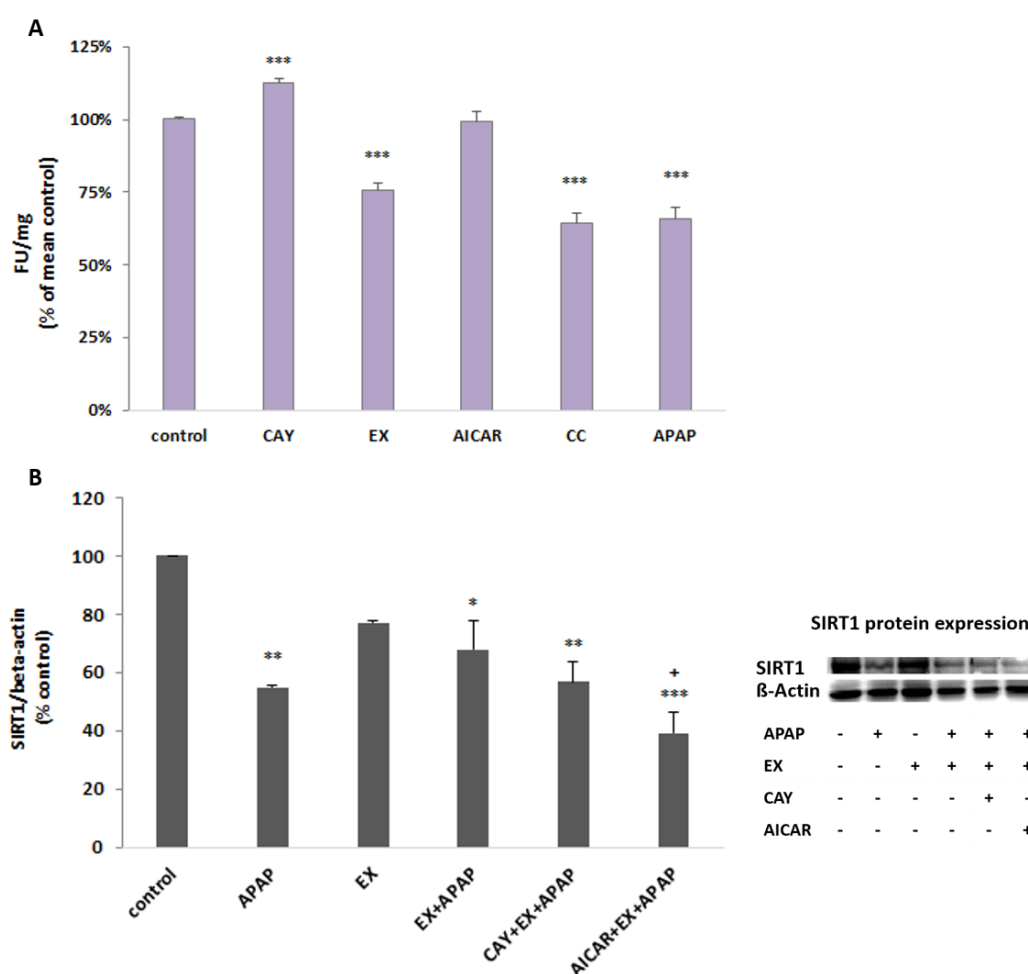 A
125%
100%
75%
50%
25%
0%
FU/mg
(% of mean control)
***
***
***
***
control CAY EX AICAR CC APAP
B
120
100
80
60
40
20
0
SIRT1/beta-actin
(% control)
**
*
**
+
***
control APAP EX EX+APAP CAY+EX+APAP AICAR+EX+APAP
SIRT1 protein expression
SIRT1
ß-Actin
APAP - + - + + +
EX - - + + + +
CAY - - - - + -
AICAR - - - - - +